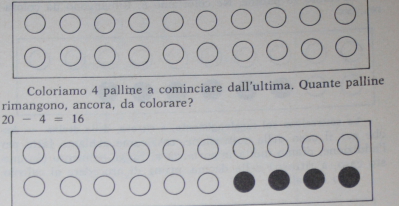 Coloriamo 4 palline a cominciare dall'ultima. Quante palline
rimangono, ancora, da colorare?
20 - 4 = 16